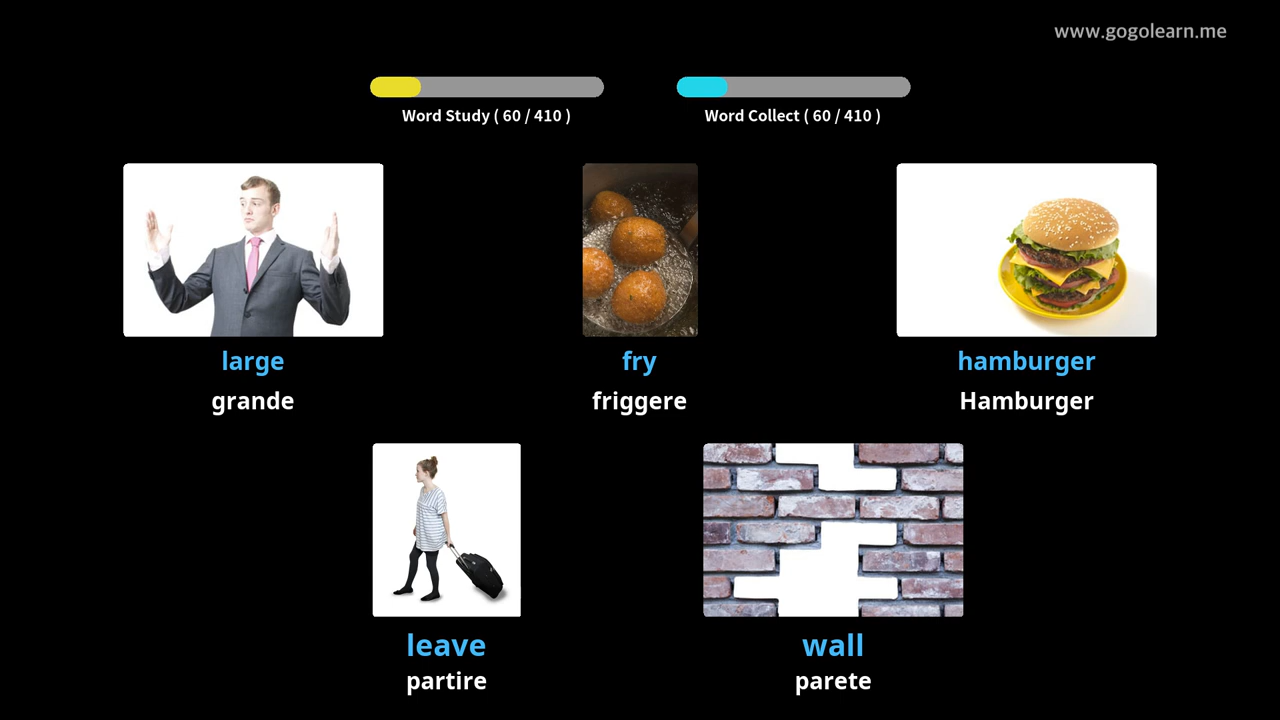 www.gogolearn.me
Word Study ( 60 / 410 )
Word Collect ( 60 / 410 )
large
grande
fry
friggere
hamburger
Hamburger
leave
partire
wall
parete